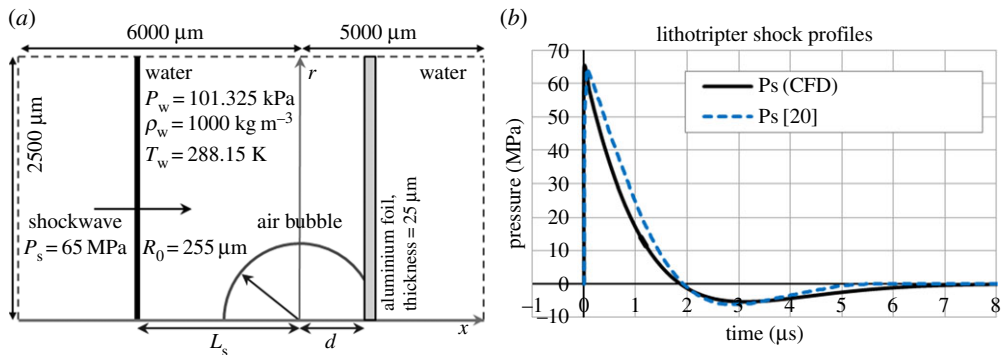 (a)
6000 μm
5000 μm
2500 μm
water
P_w = 101.325 kPa
ρ_w = 1000 kg m⁻³
T_w = 288.15 K
r
water
shockwave
P_s = 65 MPa
air bubble
R_0 = 255 μm
aluminium foil,
thickness = 25 μm
L_s
d
x
(b)
lithotripter shock profiles
Ps (CFD)
Ps [20]
pressure (MPa)
70
60
50
40
30
20
10
0
−10
−1 0 1 2 3 4 5 6 7 8
time (μs)